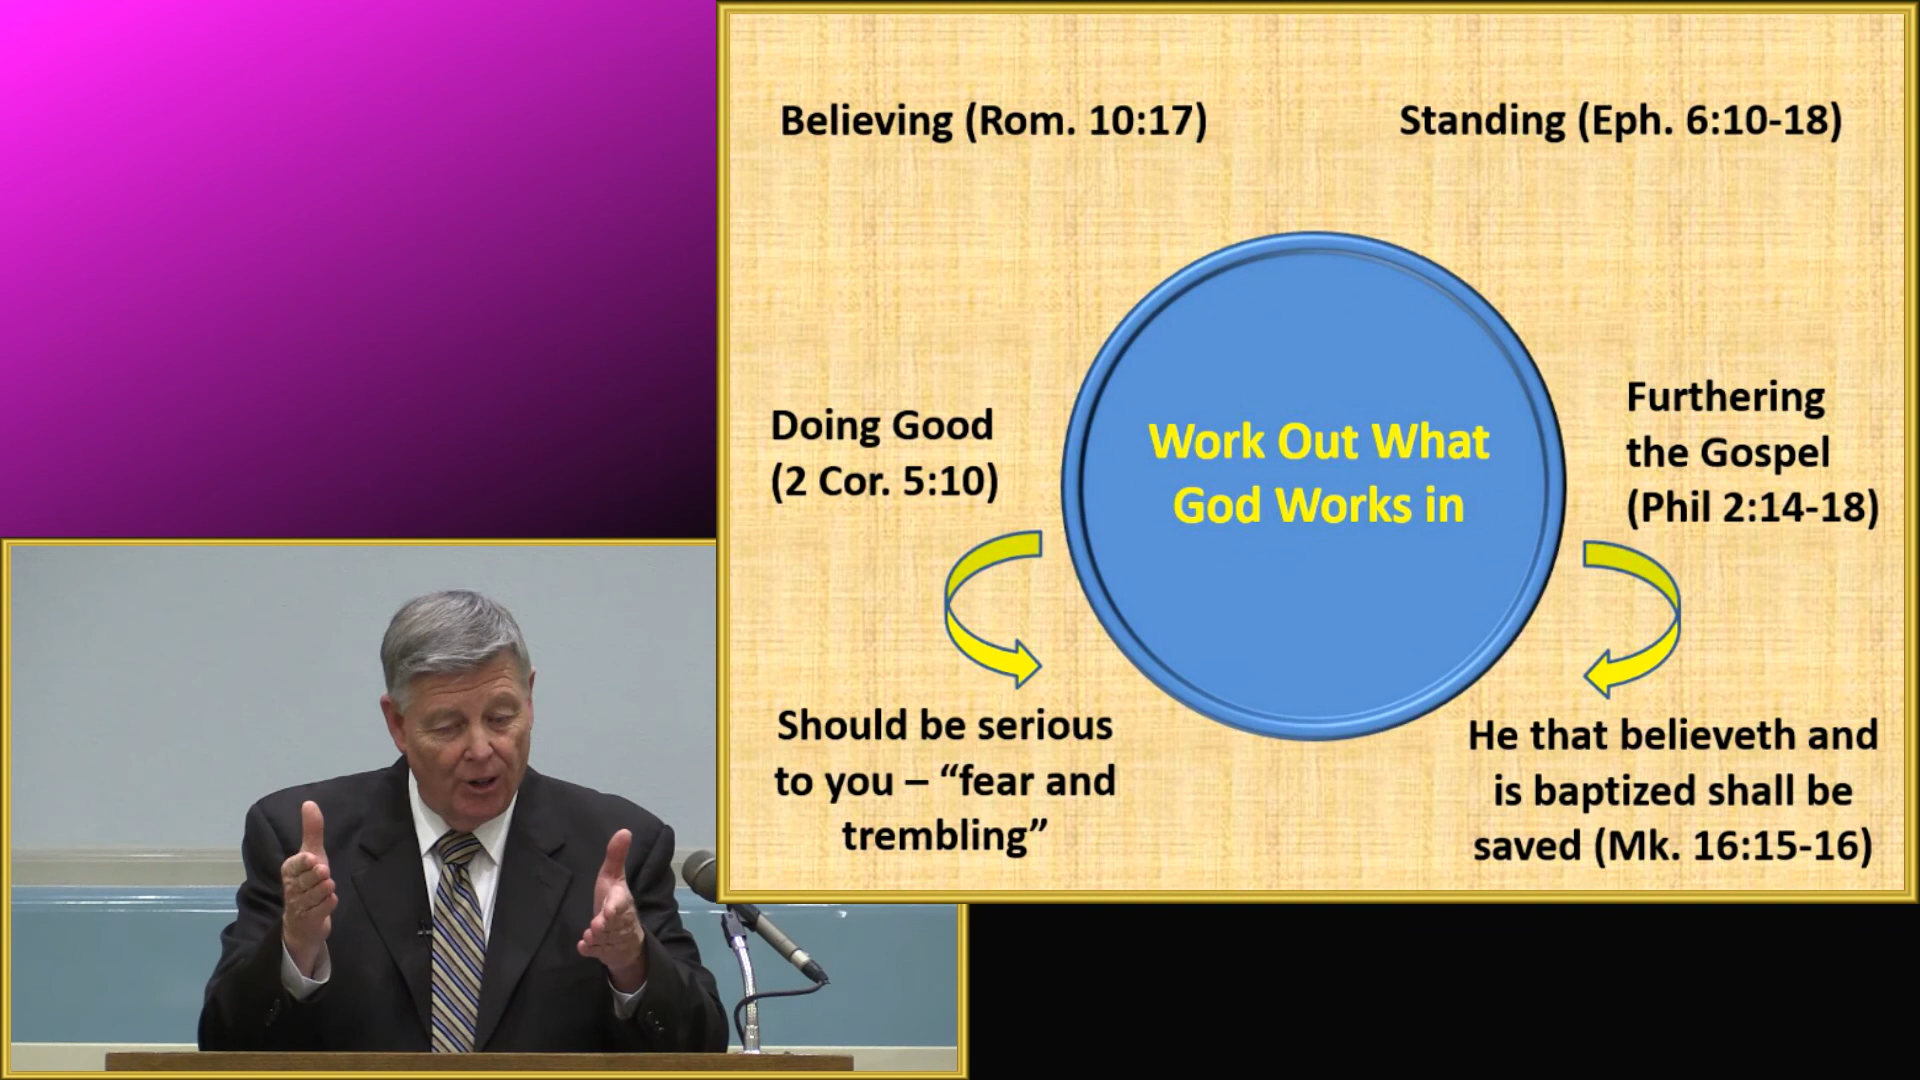 Believing (Rom. 10:17)
Standing (Eph. 6:10-18)
Doing Good
(2 Cor. 5:10)
Work Out What
God Works in
Furthering
the Gospel
(Phil 2:14-18)
Should be serious
to you – “fear and
trembling”
He that believeth and
is baptized shall be
saved (Mk. 16:15-16)